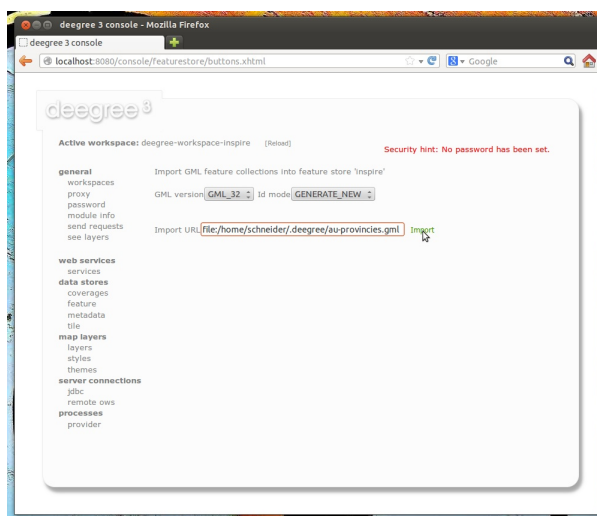 deegree 3 console - Mozilla Firefox
deegree 3 console
localhost:8080/console/featurestore/buttons.xhtml
Google
deegree 3
Active workspace: deegree-workspace-inspire [Reload]
Security hint: No password has been set.
general
workspaces
proxy
password
module info
send requests
see layers
web services
services
data stores
coverages
feature
metadata
tile
map layers
layers
styles
themes
server connections
jdbc
remote ows
processes
provider
Import GML feature collections into feature store 'inspire'
GML version GML_32 Id mode GENERATE_NEW
Import URL file:/home/schneider/.deegree/au-provincies.gml Import